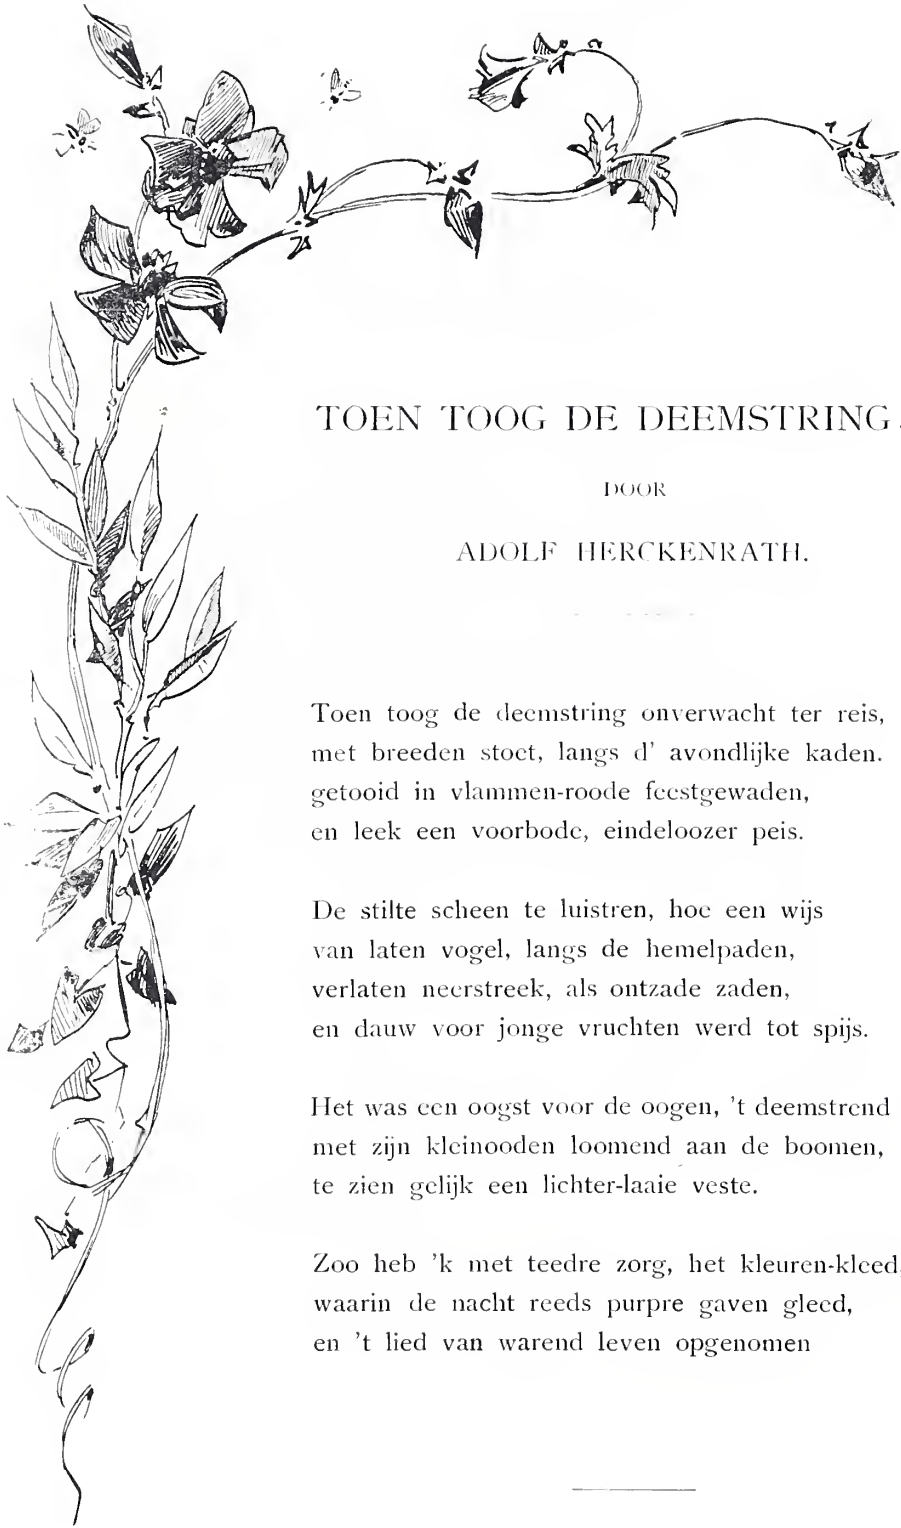 TOEN TOOG DE DEEMSTRING.
DOOR
ADOLF HERCKENRATH.
Toen toog de deemstring onverwacht ter reis,
met breeden stoet, langs d' avondlijke kaden.
getooid in vlammen-roode feestgewaden,
en leek een voorbode, eindeloozer peis.
De stilte scheen te luistren, hoe een wijs
van laten vogel, langs de hemelpaden,
verlaten neerstreek, als ontzade zaden,
en dauw voor jonge vruchten werd tot spijs.
Het was een oogst voor de oogen, 't deemstrend
met zijn kleinooden loomend aan de boomen,
te zien gelijk een lichter-laaie veste.
Zoo heb 'k met teedre zorg, het kleuren-kleed,
waarin de nacht reeds purpre gaven gleed,
en 't lied van warend leven opgenomen